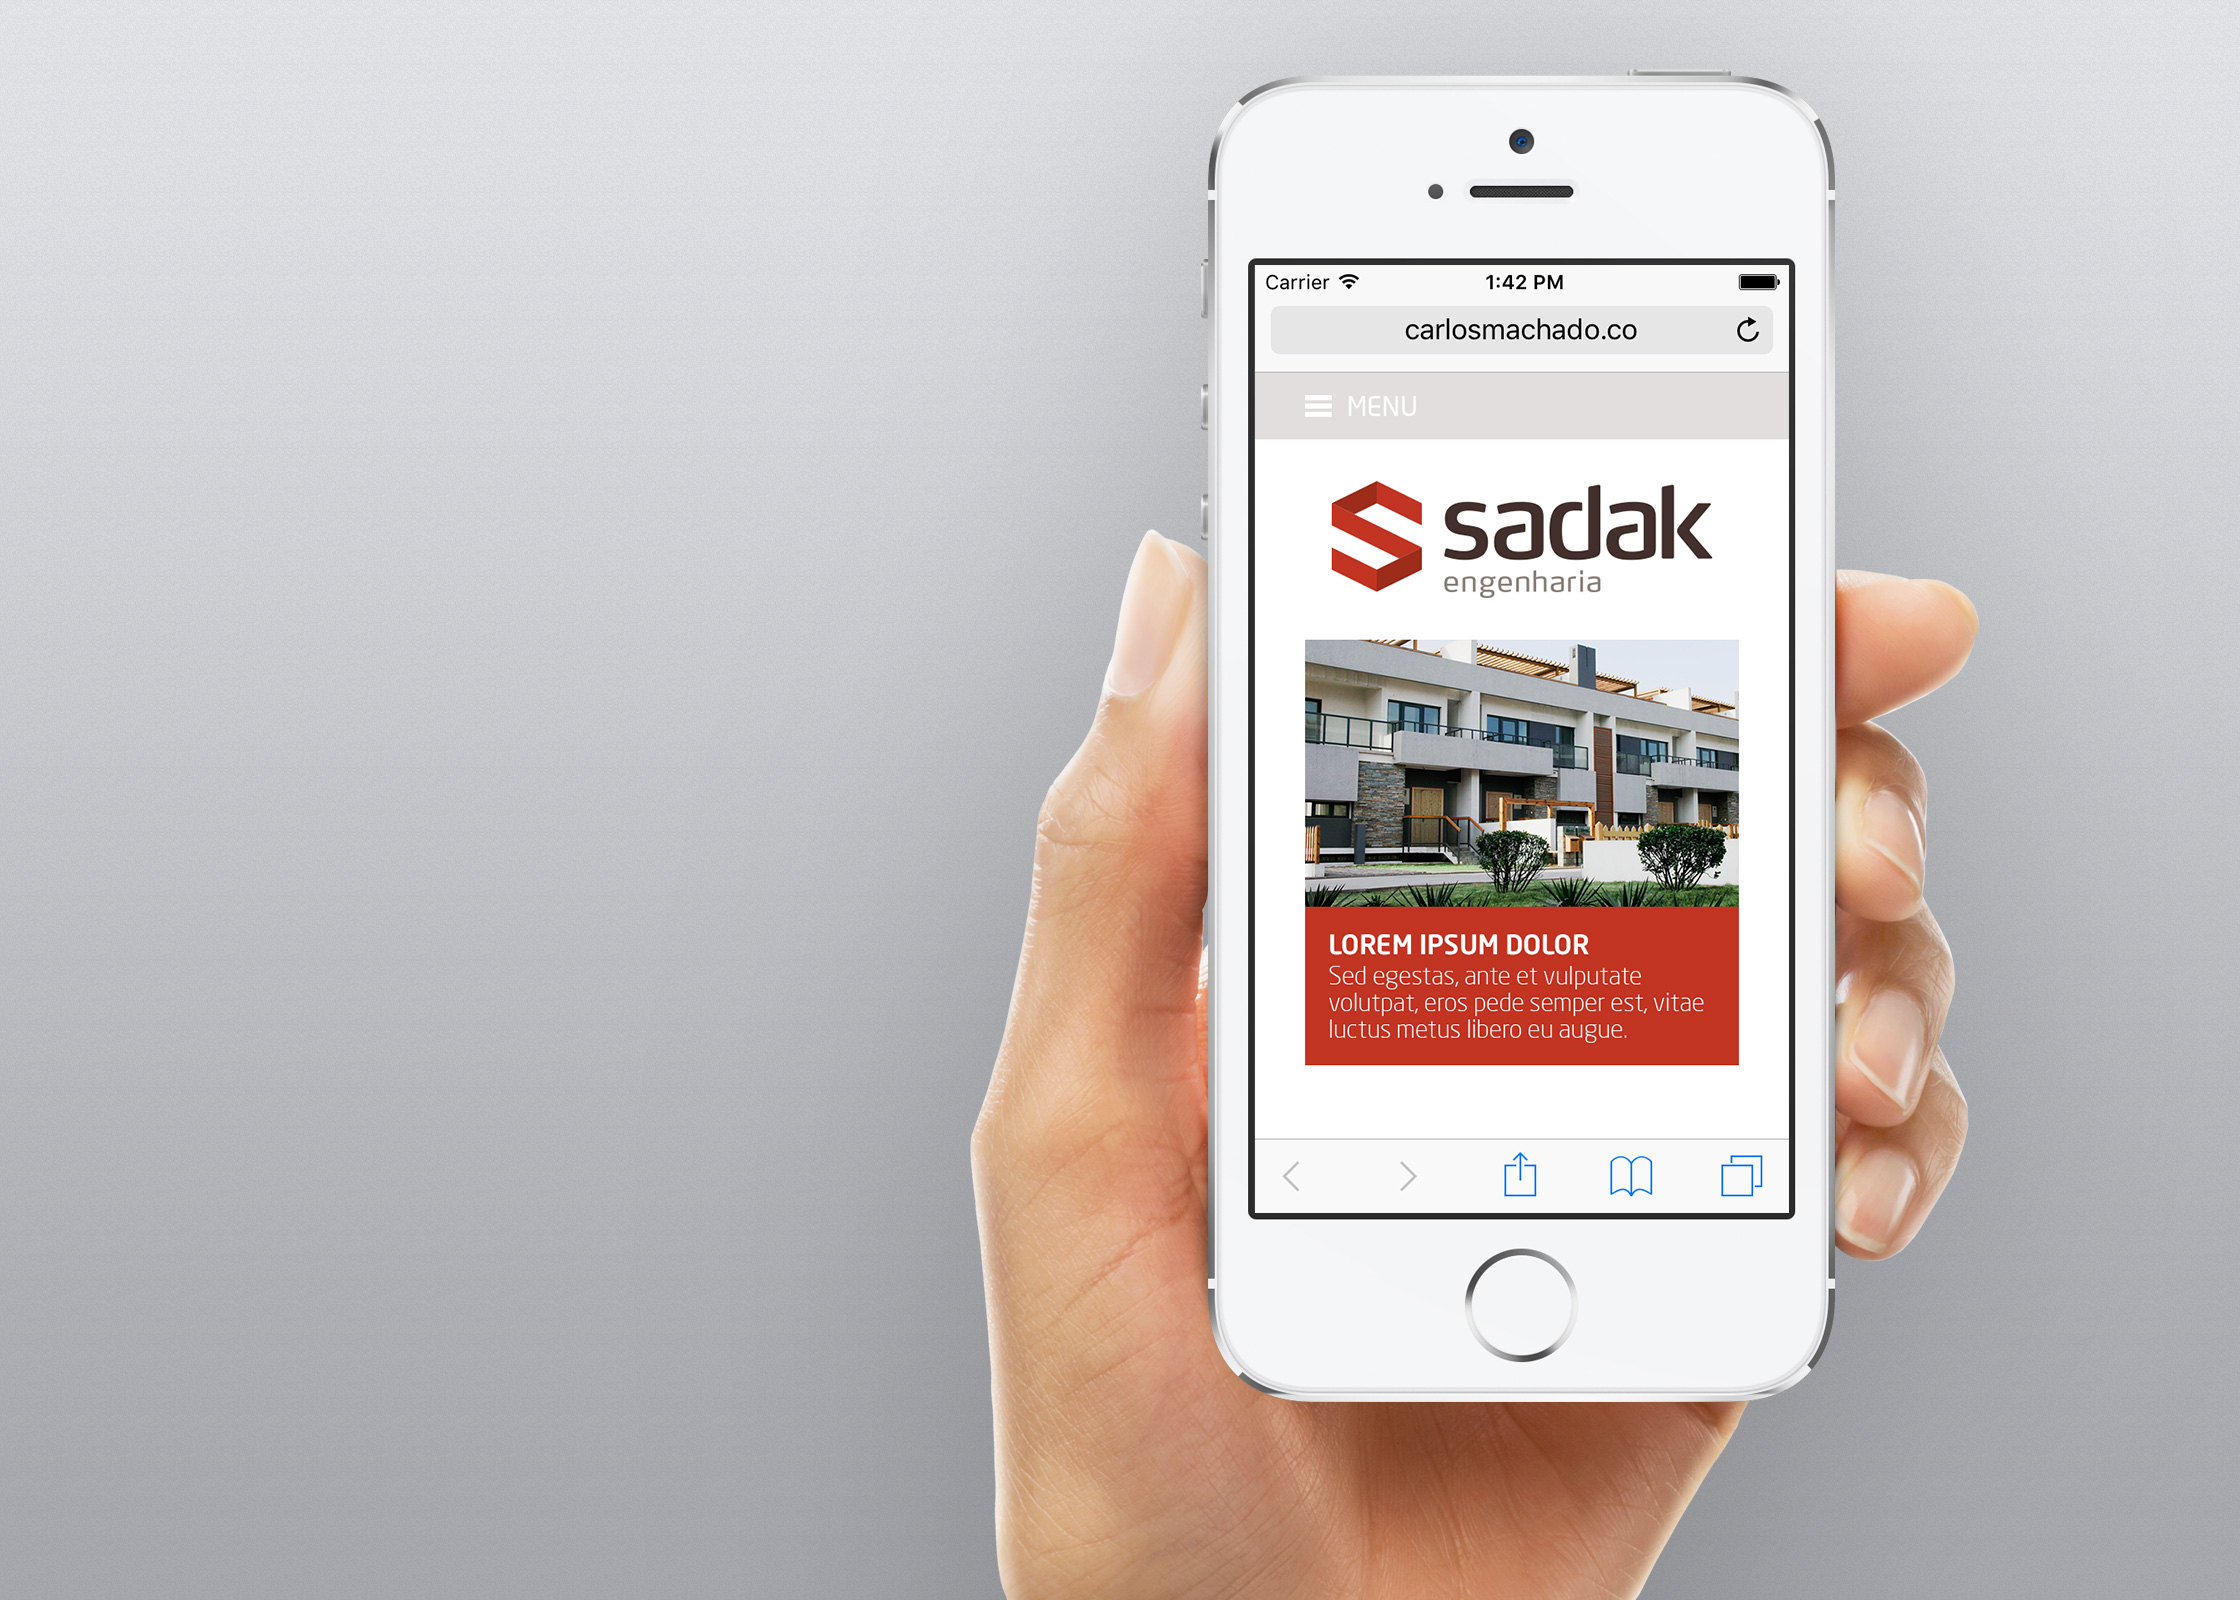 Carrier 1:42 PM
carlosmachado.co
MENU
sadak
engenharia
LOREM IPSUM DOLOR
Sed egestas, ante et vulputate
volutpat, eros pede semper est, vitae
luctus metus libero eu augue.